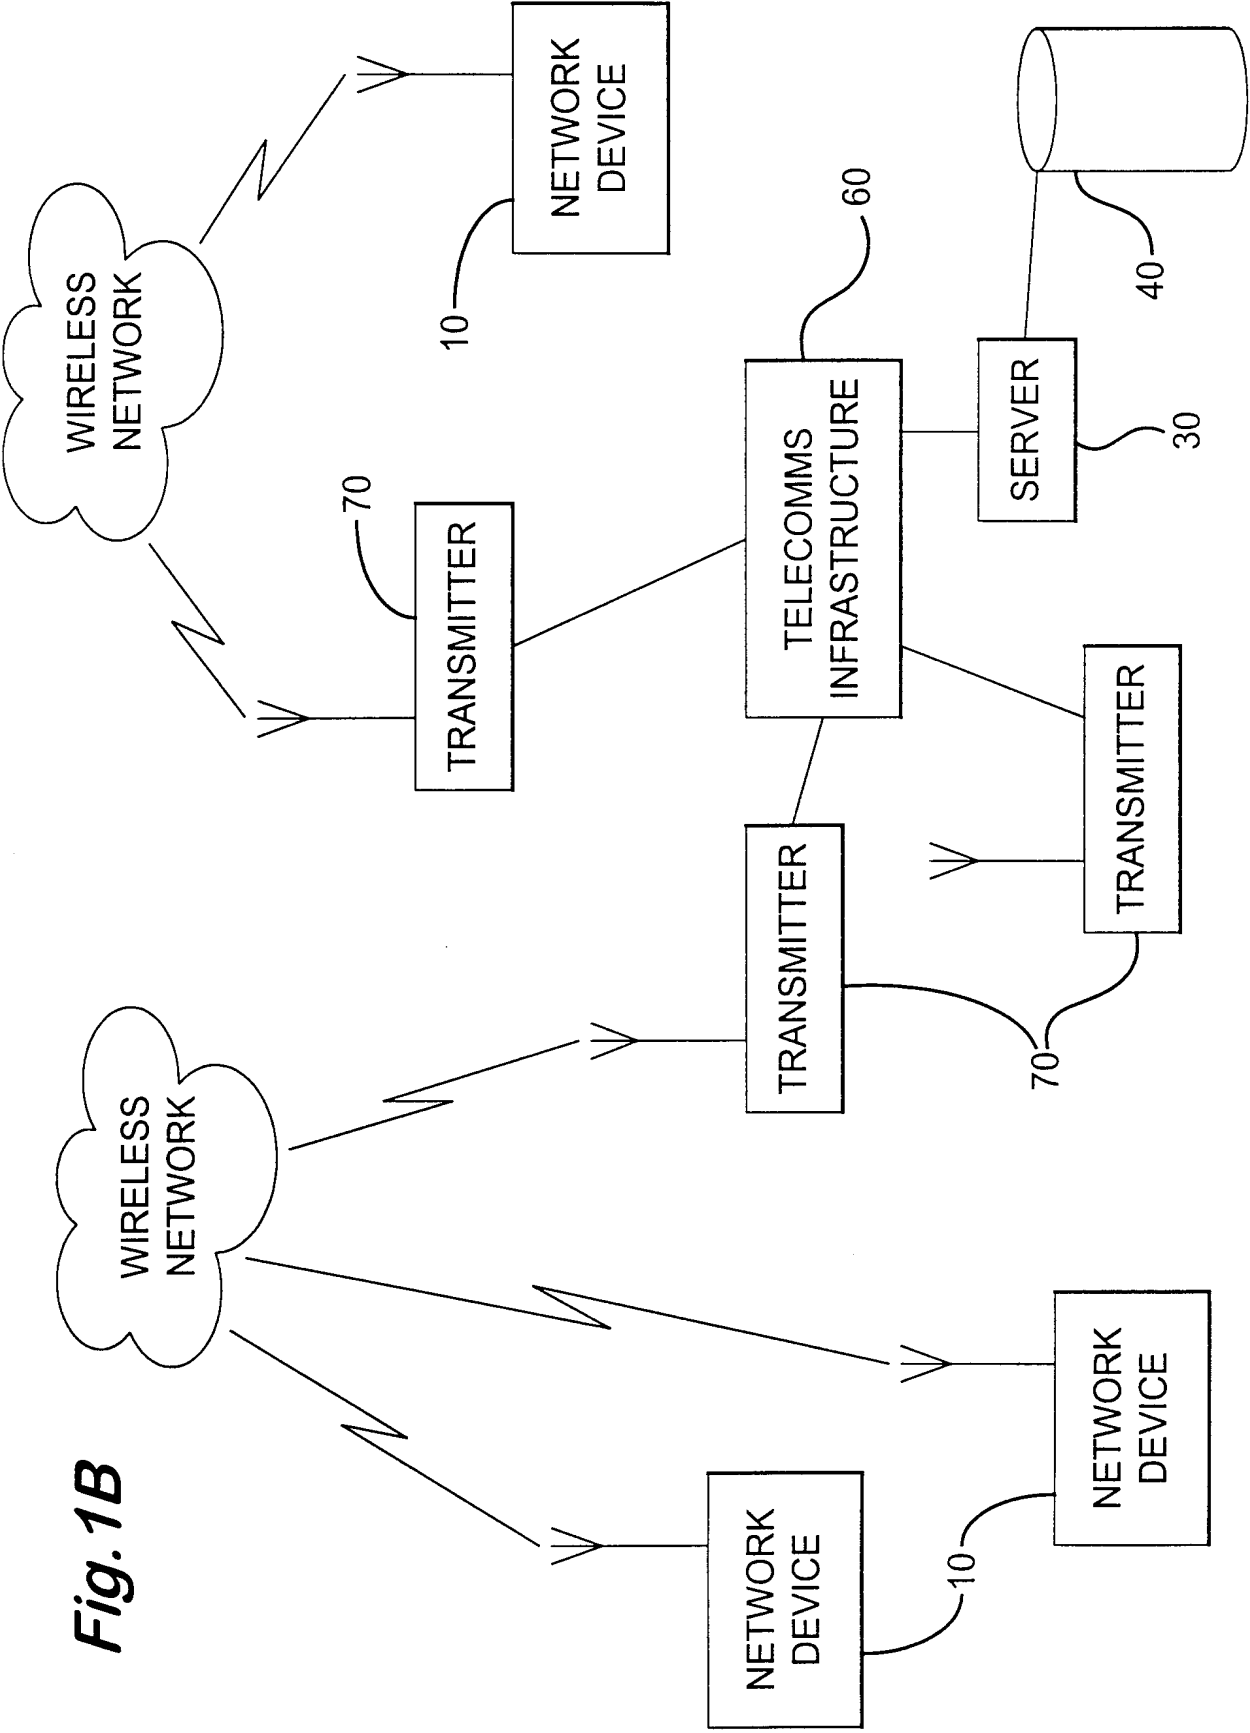 Fig. 1B
WIRELESS
NETWORK
WIRELESS
NETWORK
70
TRANSMITTER
10
NETWORK
DEVICE
NETWORK
DEVICE
TRANSMITTER
TELECOMMS
INFRASTRUCTURE
60
10
NETWORK
DEVICE
70
TRANSMITTER
SERVER
30
40